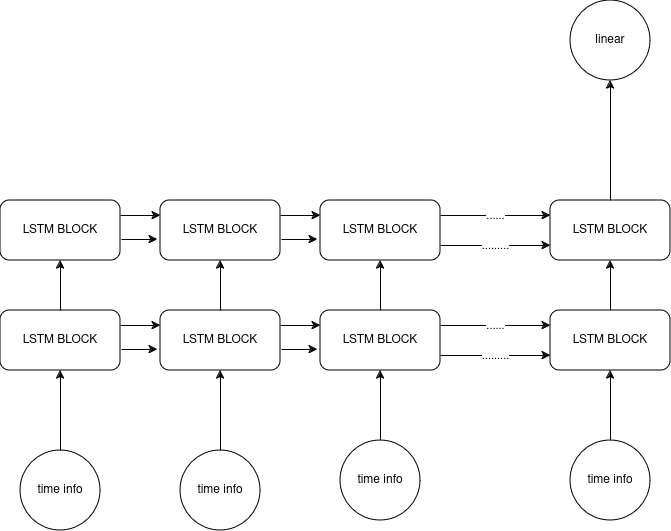 linear
LSTM BLOCK
LSTM BLOCK
LSTM BLOCK
......
.........
LSTM BLOCK
LSTM BLOCK
LSTM BLOCK
LSTM BLOCK
......
.........
LSTM BLOCK
time info
time info
time info
time info